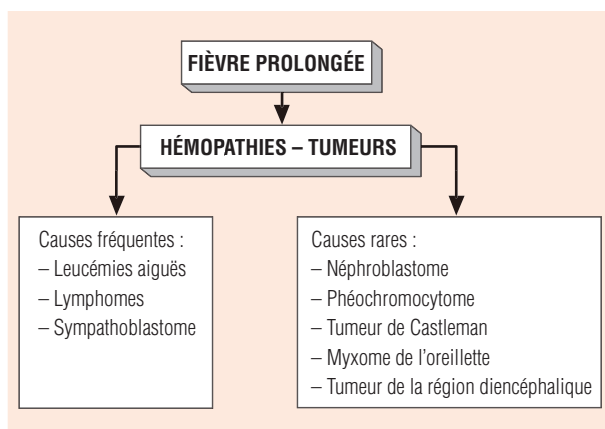 FIÈVRE PROLONGÉE
HÉMOPATHIES – TUMEURS
Causes fréquentes :
– Leucémies aiguës
– Lymphomes
– Sympathoblastome
Causes rares :
– Néphroblastome
– Phéochromocytome
– Tumeur de Castleman
– Myxome de l’oreillette
– Tumeur de la région diencéphalique